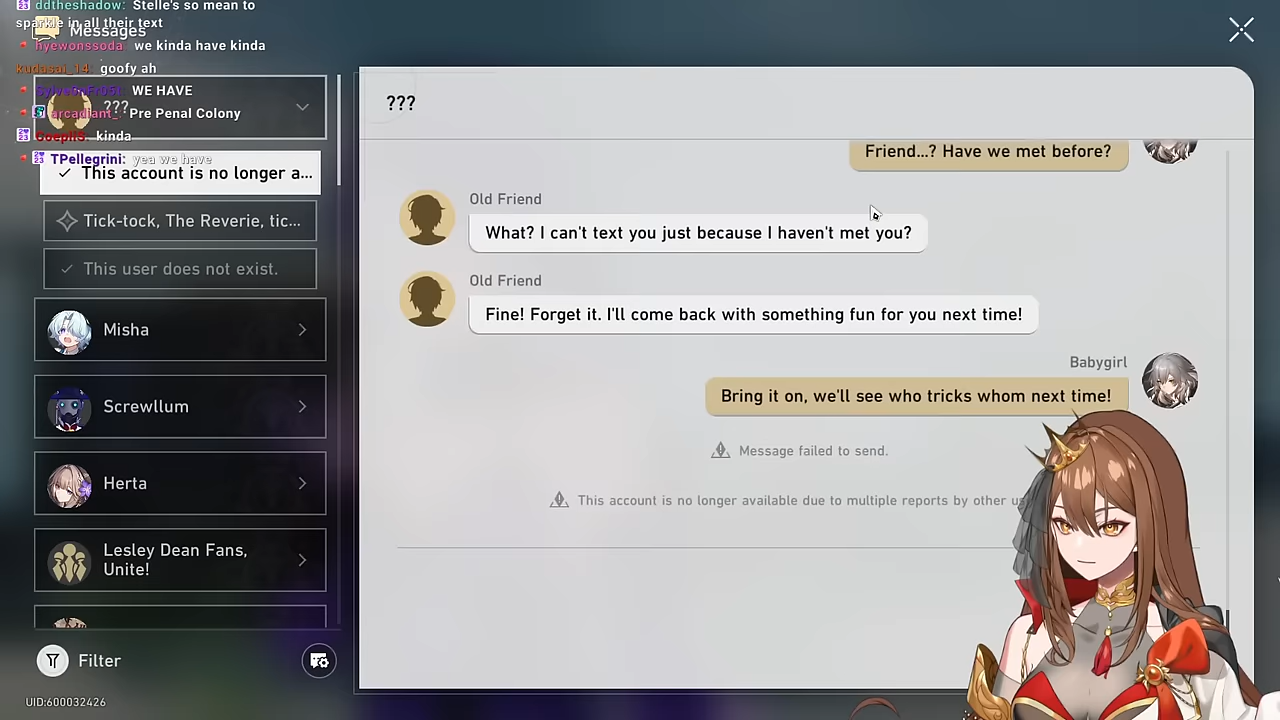 ddtheshadow: Stelle's so mean to
sparkle in all their text
Messages
hyewonssoda we kinda have kinda
kudasai_14: goofy ah
WE HAVE
???
arcadiant_: Pre Penal Colony
kinda
TPellegrini: yea we have
This account is no longer a...
Tick-tock, The Reverie, tic...
This user does not exist.
Misha
Screwllum
Herta
Lesley Dean Fans,
Unite!
Filter
UID:600032426
???
Friend...? Have we met before?
Old Friend
What? I can't text you just because I haven't met you?
Old Friend
Fine! Forget it. I'll come back with something fun for you next time!
Babygirl
Bring it on, we'll see who tricks whom next time!
Message failed to send.
This account is no longer available due to multiple reports by other